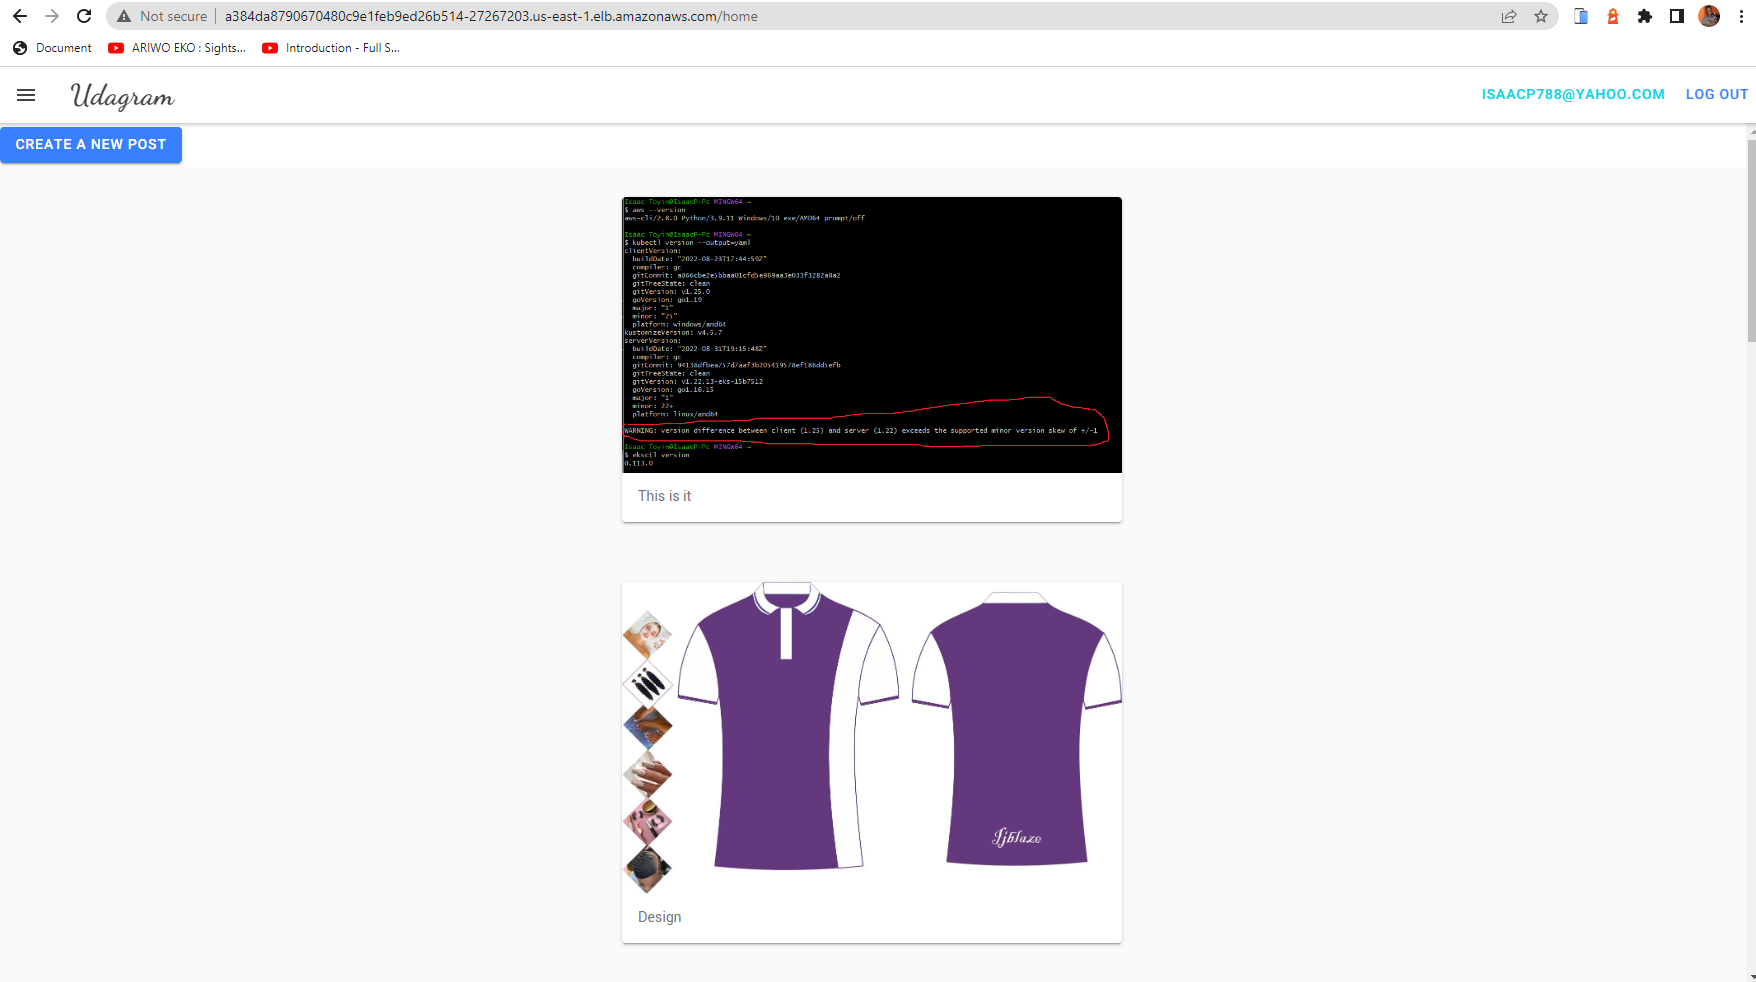 Not secure
a384da8790670480c9e1feb9ed26b514-27267203.us-east-1.elb.amazonaws.com/home
Document
ARIWO EKO : Sights...
Introduction - Full S...
Udagram
ISAACP788@YAHOO.COM
LOG OUT
CREATE A NEW POST
Isaac Toyin@IsaacP-Pc MINGW64 ~
$ aws --version
aws-cli/2.8.0 Python/3.9.11 Windows/10 exe/AMD64 prompt/off
Isaac Toyin@IsaacP-Pc MINGW64 ~
$ kubectl version --output=yaml
clientVersion:
buildDate: "2022-08-23T17:44:59Z"
compiler: gc
gitCommit: a866cbe2e5bbaa01cfd5e969aa3e033f3282a8a2
gitTreeState: clean
gitVersion: v1.25.0
goVersion: go1.19
major: "1"
minor: "25"
platform: windows/amd64
kustomizeVersion: v4.5.7
serverVersion:
buildDate: "2022-08-31T19:15:48Z"
compiler: gc
gitCommit: 94138dfbea757d7aaf3b205419578ef186dd5efb
gitTreeState: clean
gitVersion: v1.22.13-eks-15b7512
goVersion: go1.16.15
major: "1"
minor: 22+
platform: linux/amd64
WARNING: version difference between client (1.25) and server (1.22) exceeds the supported minor version skew of +/-1
Isaac Toyin@IsaacP-Pc MINGW64 ~
$ eksctl version
0.113.0
This is it
Ijblaze
Design